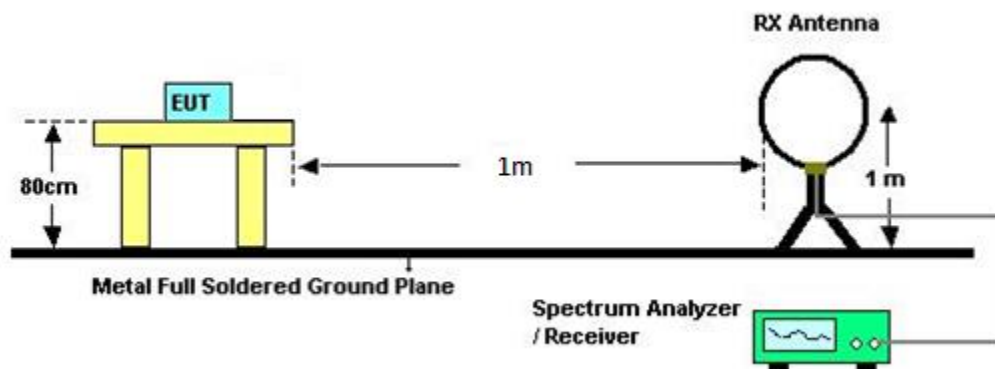 RX Antenna
EUT
80cm
1m
1 m
Metal Full Soldered Ground Plane
Spectrum Analyzer
/ Receiver